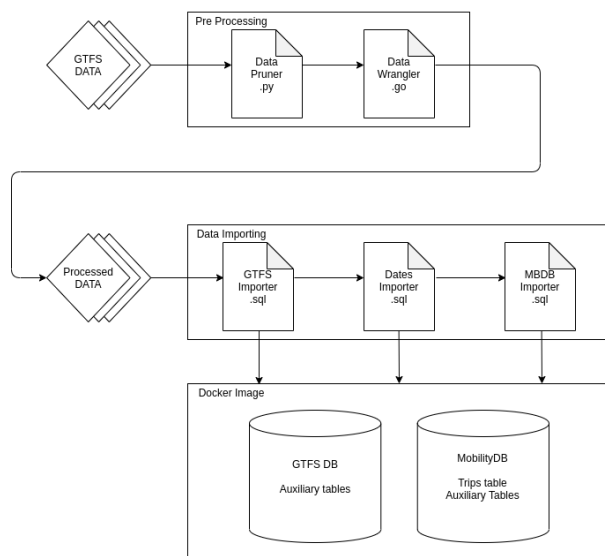 Pre Processing
GTFS
DATA
Data
Pruner
.py
Data
Wrangler
.go
Data Importing
Processed
DATA
GTFS
Importer
.sql
Dates
Importer
.sql
MBDB
Importer
.sql
Docker Image
GTFS DB
Auxiliary tables
MobilityDB
Trips table
Auxiliary Tables